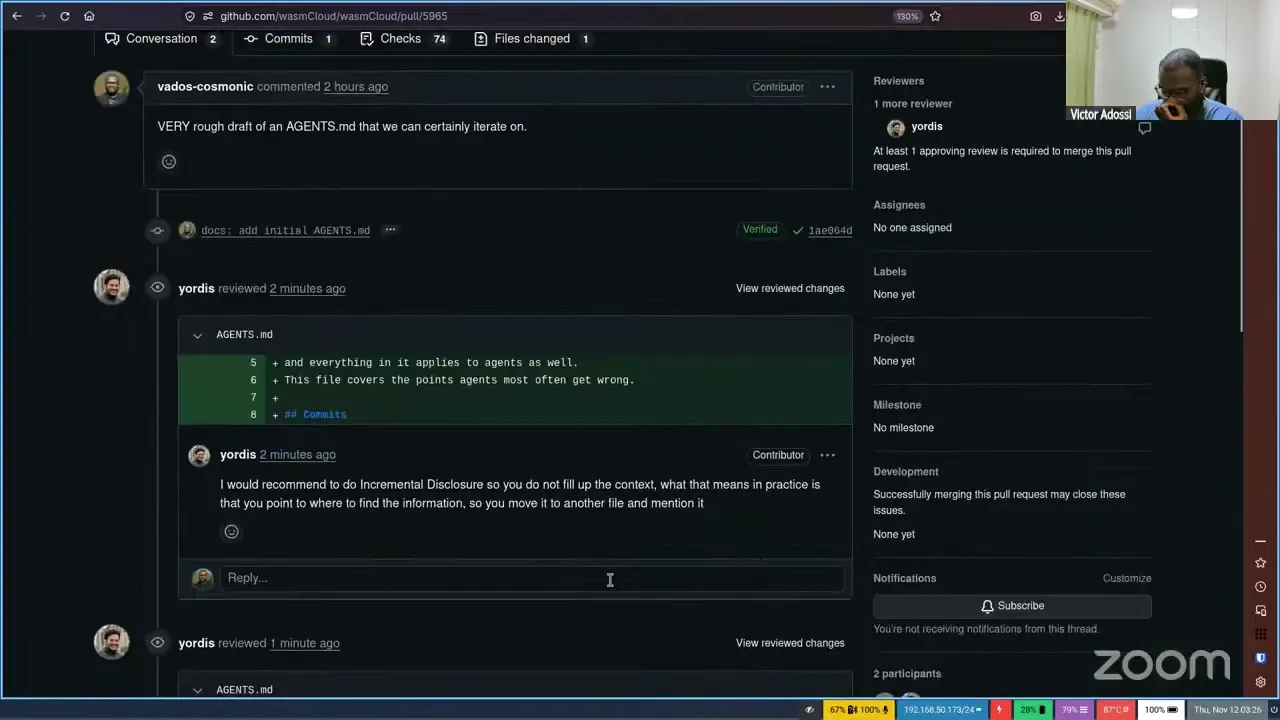 github.com/wasmCloud/wasmCloud/pull/5965
130%
Conversation 2
Commits 1
Checks 74
Files changed 1
vados-cosmonic commented 2 hours ago
Contributor
VERY rough draft of an AGENTS.md that we can certainly iterate on.
docs: add initial AGENTS.md
Verified
1ae064d
yordis reviewed 2 minutes ago
View reviewed changes
AGENTS.md
5 + and everything in it applies to agents as well.
6 + This file covers the points agents most often get wrong.
7 +
8 + ## Commits
yordis 2 minutes ago
Contributor
I would recommend to do Incremental Disclosure so you do not fill up the context, what that means in practice is
that you point to where to find the information, so you move it to another file and mention it
Reply...
yordis reviewed 1 minute ago
View reviewed changes
AGENTS.md
Reviewers
1 more reviewer
yordis
At least 1 approving review is required to merge this pull
request.
Assignees
No one assigned
Labels
None yet
Projects
None yet
Milestone
No milestone
Development
Successfully merging this pull request may close these
issues.
None yet
Notifications
Customize
Subscribe
You're not receiving notifications from this thread.
2 participants
Victor Adossi
zoom
67% 100%
192.168.50.173/24
28%
79%
87°C
100%
Thu, Nov 12 03:26